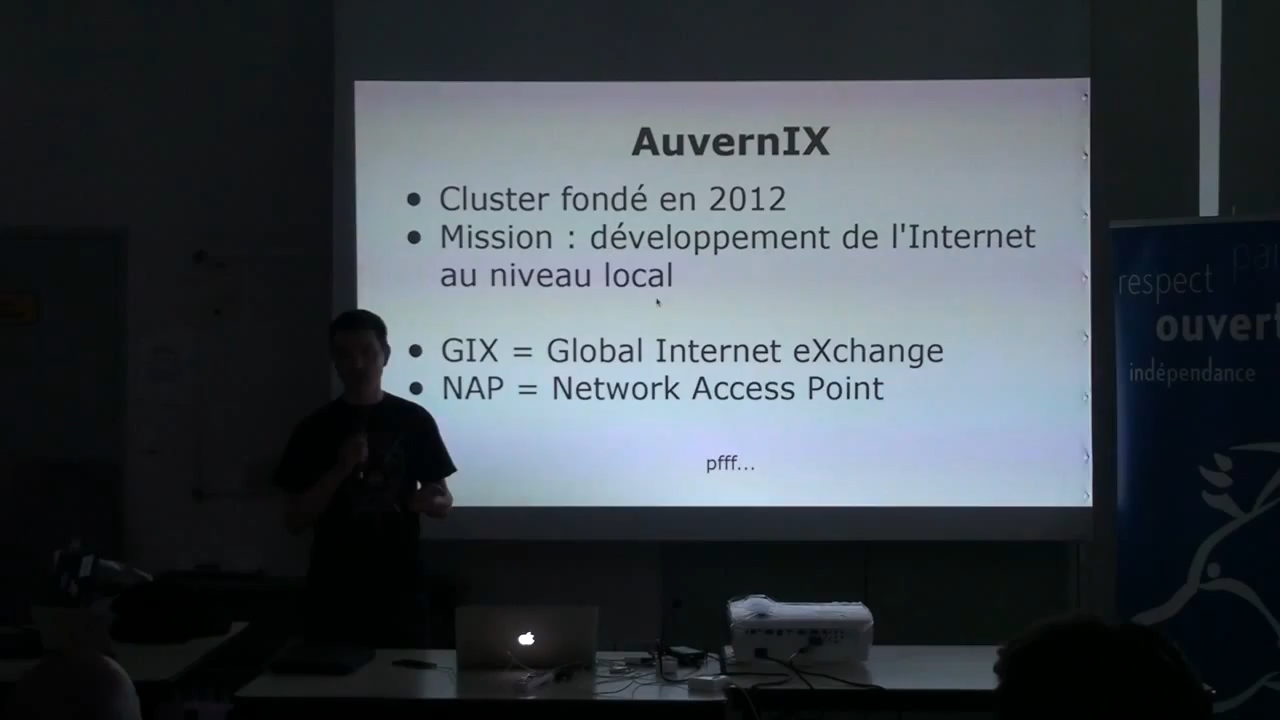 AuvernIX
• Cluster fondé en 2012
• Mission : développement de l'Internet
au niveau local
• GIX = Global Internet eXchange
• NAP = Network Access Point
pfff...
respect
ouvert
indépendance